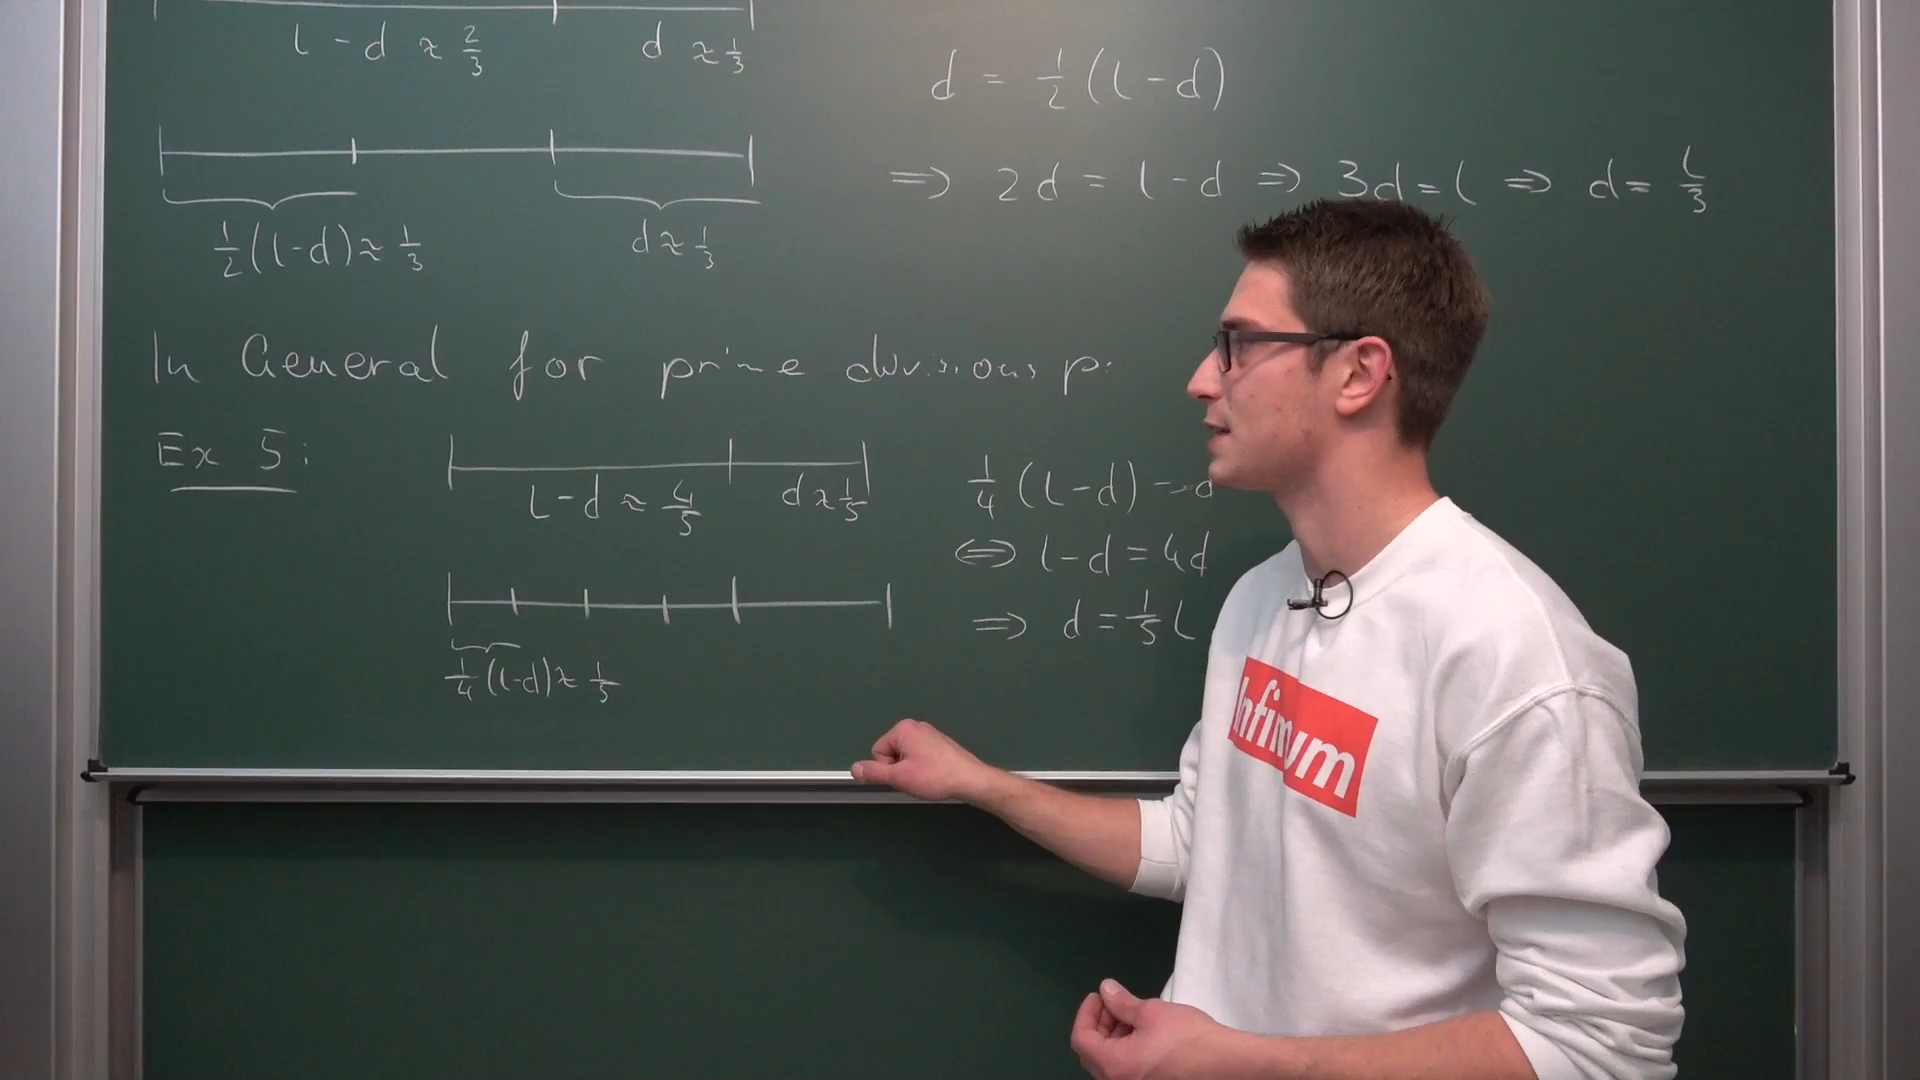 l - d ≈ 2/3 d ≈ 1/3
1/2 (l-d) ≈ 1/3 d ≈ 1/3
d = 1/2 (l-d)
⇒ 2d = l-d ⇒ 3d = l ⇒ d = l/3
In General for prime divisions p:
Ex 5:
l-d ≈ 4/5 d ≈ 1/5
1/4 (l-d) ≈ 1/5
1/4 (l-d) = d
⇔ l-d = 4d
⇒ d = 1/5 l
Infimum